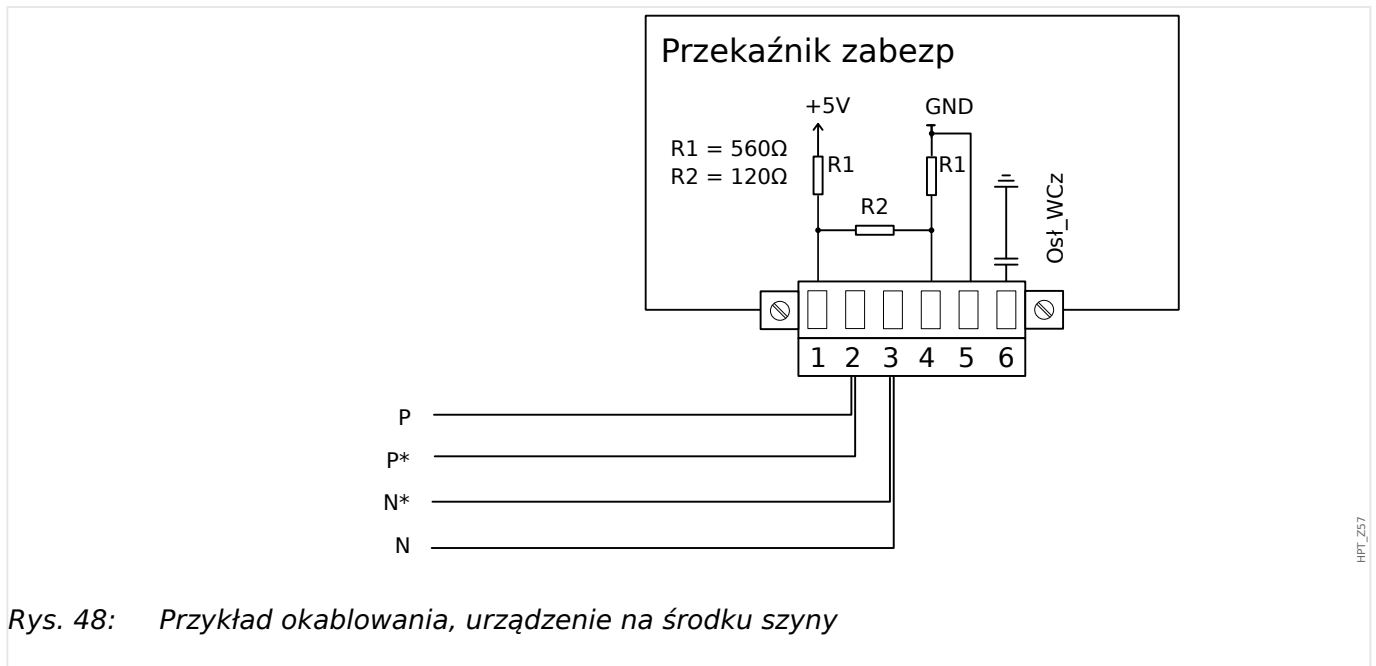 Przekaźnik zabezp
+5V
GND
R1 = 560Ω
R2 = 120Ω
R1
R1
R2
Osł_WCz
1 2 3 4 5 6
P
P*
N*
N
HPT_Z57
Rys. 48: Przykład okablowania, urządzenie na środku szyny